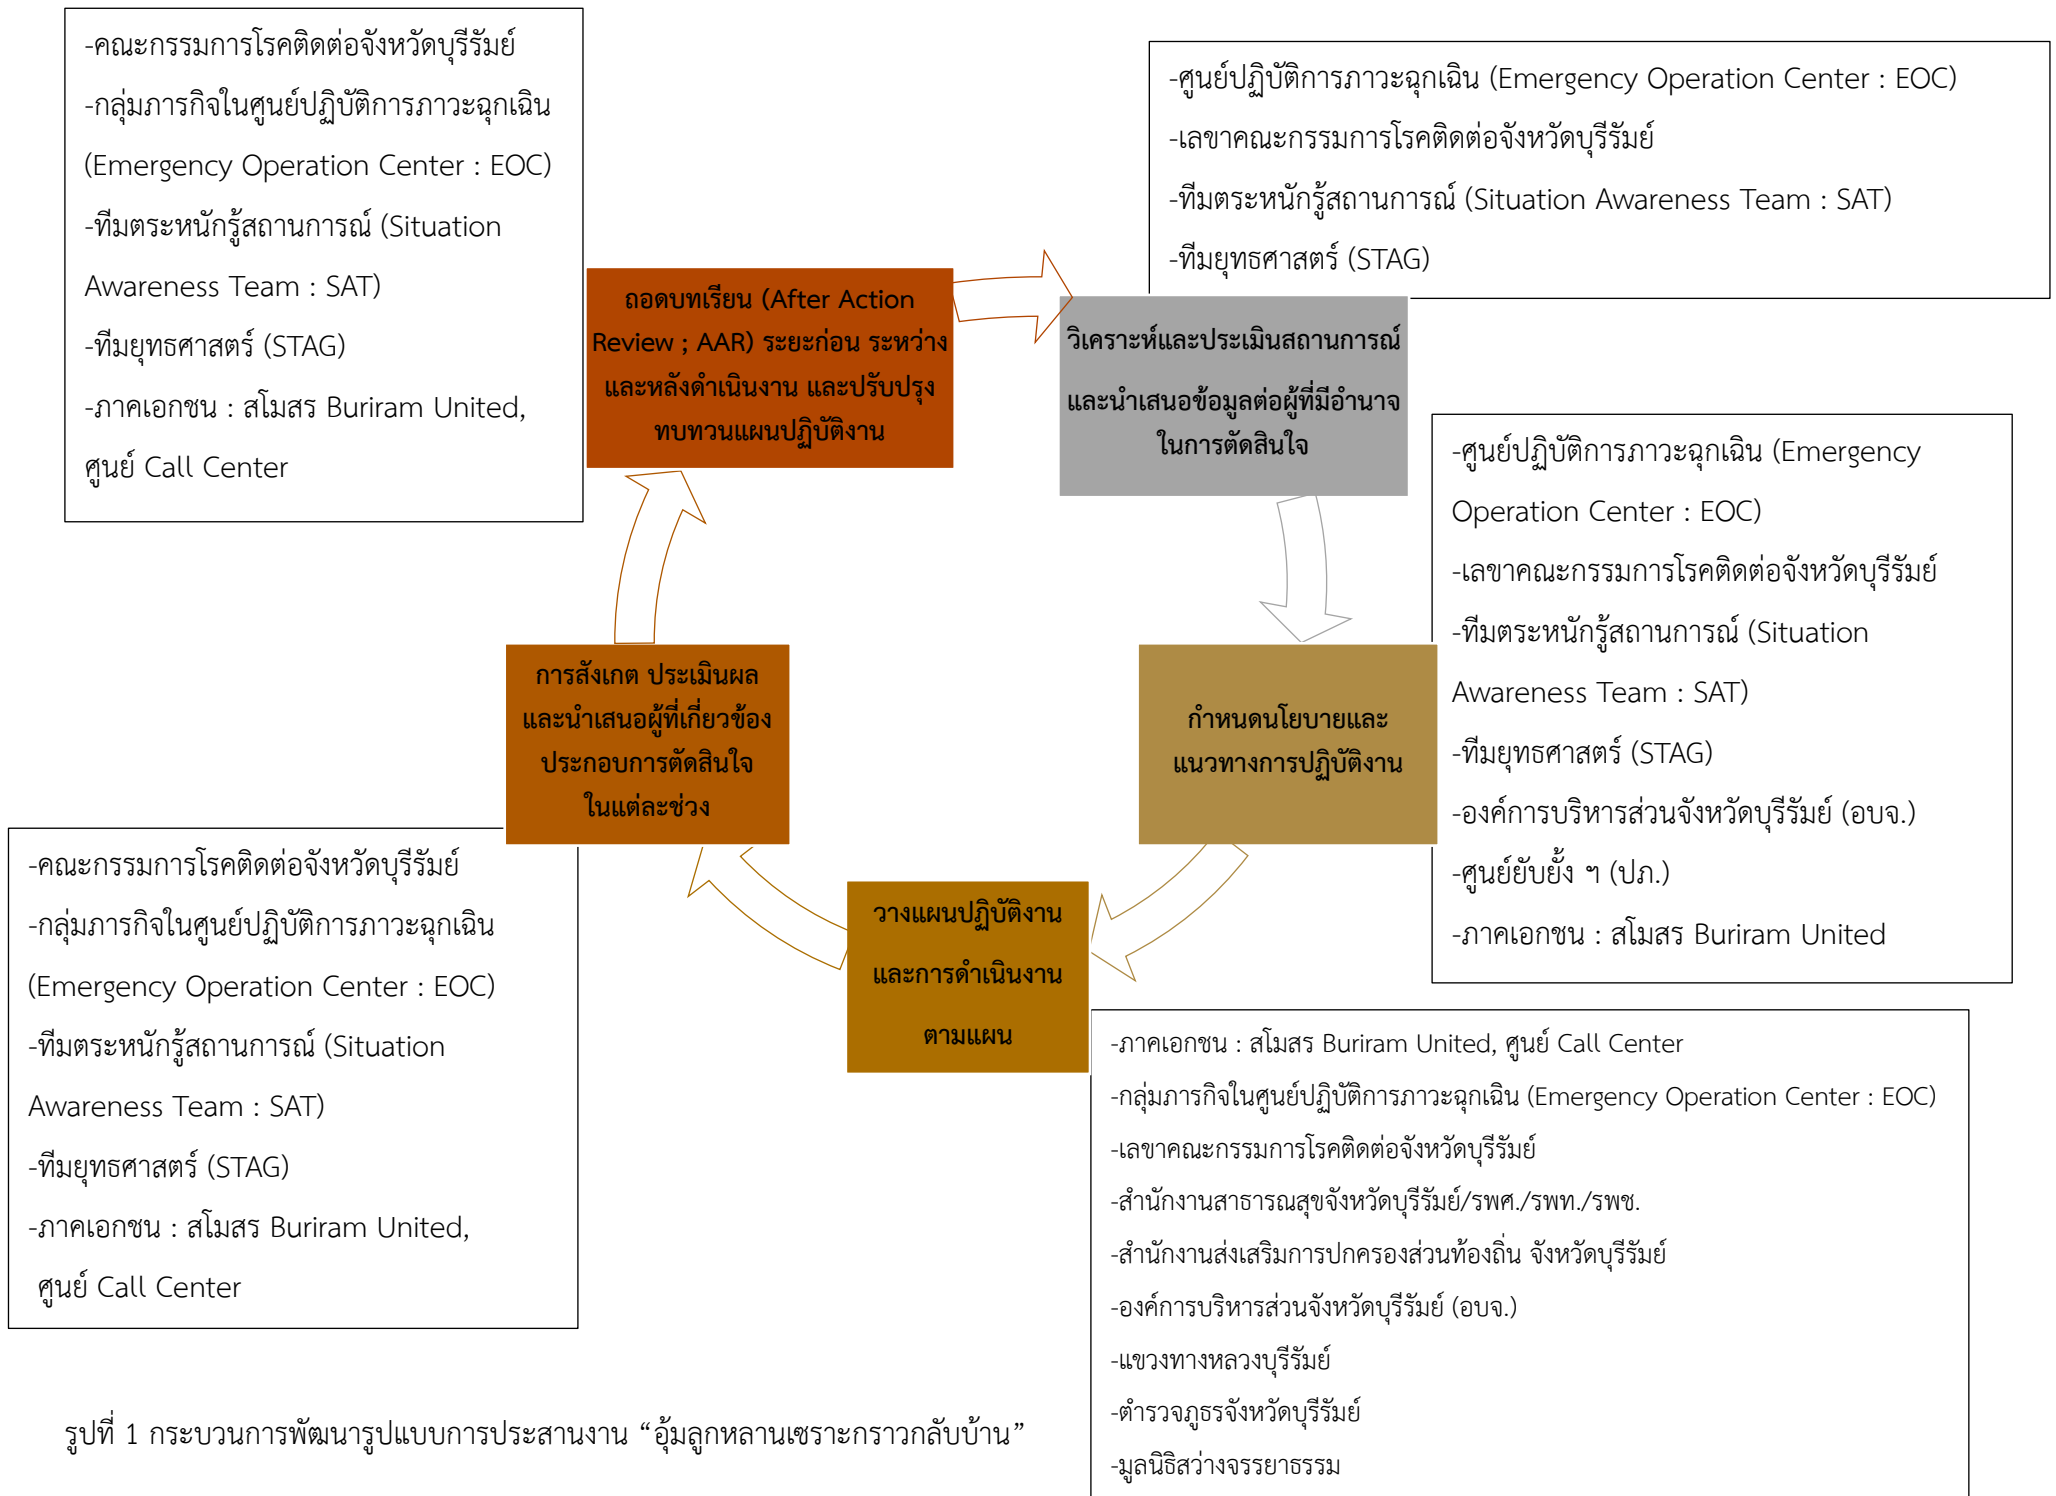 -คณะกรรมการโรคติดต่อจังหวัดบุรีรัมย์
-กลุ่มภารกิจในศูนย์ปฏิบัติการภาวะฉุกเฉิน
(Emergency Operation Center : EOC)
-ทีมตระหนักรู้สถานการณ์ (Situation
Awareness Team : SAT)
-ทีมยุทธศาสตร์ (STAG)
-ภาคเอกชน : สโมสร Buriram United,
ศูนย์ Call Center
-ศูนย์ปฏิบัติการภาวะฉุกเฉิน (Emergency Operation Center : EOC)
-เลขาคณะกรรมการโรคติดต่อจังหวัดบุรีรัมย์
-ทีมตระหนักรู้สถานการณ์ (Situation Awareness Team : SAT)
-ทีมยุทธศาสตร์ (STAG)
ถอดบทเรียน (After Action
Review ; AAR) ระยะก่อน ระหว่าง
และหลังดำเนินงาน และปรับปรุง
ทบทวนแผนปฏิบัติงาน
วิเคราะห์และประเมินสถานการณ์
และนำเสนอข้อมูลต่อผู้ที่มีอำนาจ
ในการตัดสินใจ
-ศูนย์ปฏิบัติการภาวะฉุกเฉิน (Emergency
Operation Center : EOC)
-เลขาคณะกรรมการโรคติดต่อจังหวัดบุรีรัมย์
-ทีมตระหนักรู้สถานการณ์ (Situation
Awareness Team : SAT)
-ทีมยุทธศาสตร์ (STAG)
-องค์การบริหารส่วนจังหวัดบุรีรัมย์ (อบจ.)
-ศูนย์ยับยั้ง ฯ (ปภ.)
-ภาคเอกชน : สโมสร Buriram United
กำหนดนโยบายและ
แนวทางการปฏิบัติงาน
การสังเกต ประเมินผล
และนำเสนอผู้ที่เกี่ยวข้อง
ประกอบการตัดสินใจ
ในแต่ละช่วง
วางแผนปฏิบัติงาน
และการดำเนินงาน
ตามแผน
-คณะกรรมการโรคติดต่อจังหวัดบุรีรัมย์
-กลุ่มภารกิจในศูนย์ปฏิบัติการภาวะฉุกเฉิน
(Emergency Operation Center : EOC)
-ทีมตระหนักรู้สถานการณ์ (Situation
Awareness Team : SAT)
-ทีมยุทธศาสตร์ (STAG)
-ภาคเอกชน : สโมสร Buriram United,
ศูนย์ Call Center
-ภาคเอกชน : สโมสร Buriram United, ศูนย์ Call Center
-กลุ่มภารกิจในศูนย์ปฏิบัติการภาวะฉุกเฉิน (Emergency Operation Center : EOC)
-เลขาคณะกรรมการโรคติดต่อจังหวัดบุรีรัมย์
-สำนักงานสาธารณสุขจังหวัดบุรีรัมย์/รพศ./รพท./รพช.
-สำนักงานส่งเสริมการปกครองส่วนท้องถิ่น จังหวัดบุรีรัมย์
-องค์การบริหารส่วนจังหวัดบุรีรัมย์ (อบจ.)
-แขวงทางหลวงบุรีรัมย์
-ตำรวจภูธรจังหวัดบุรีรัมย์
-มูลนิธิสว่างจรรยาธรรม
รูปที่ 1 กระบวนการพัฒนารูปแบบการประสานงาน “อุ้มลูกหลานเซราะกราวกลับบ้าน”